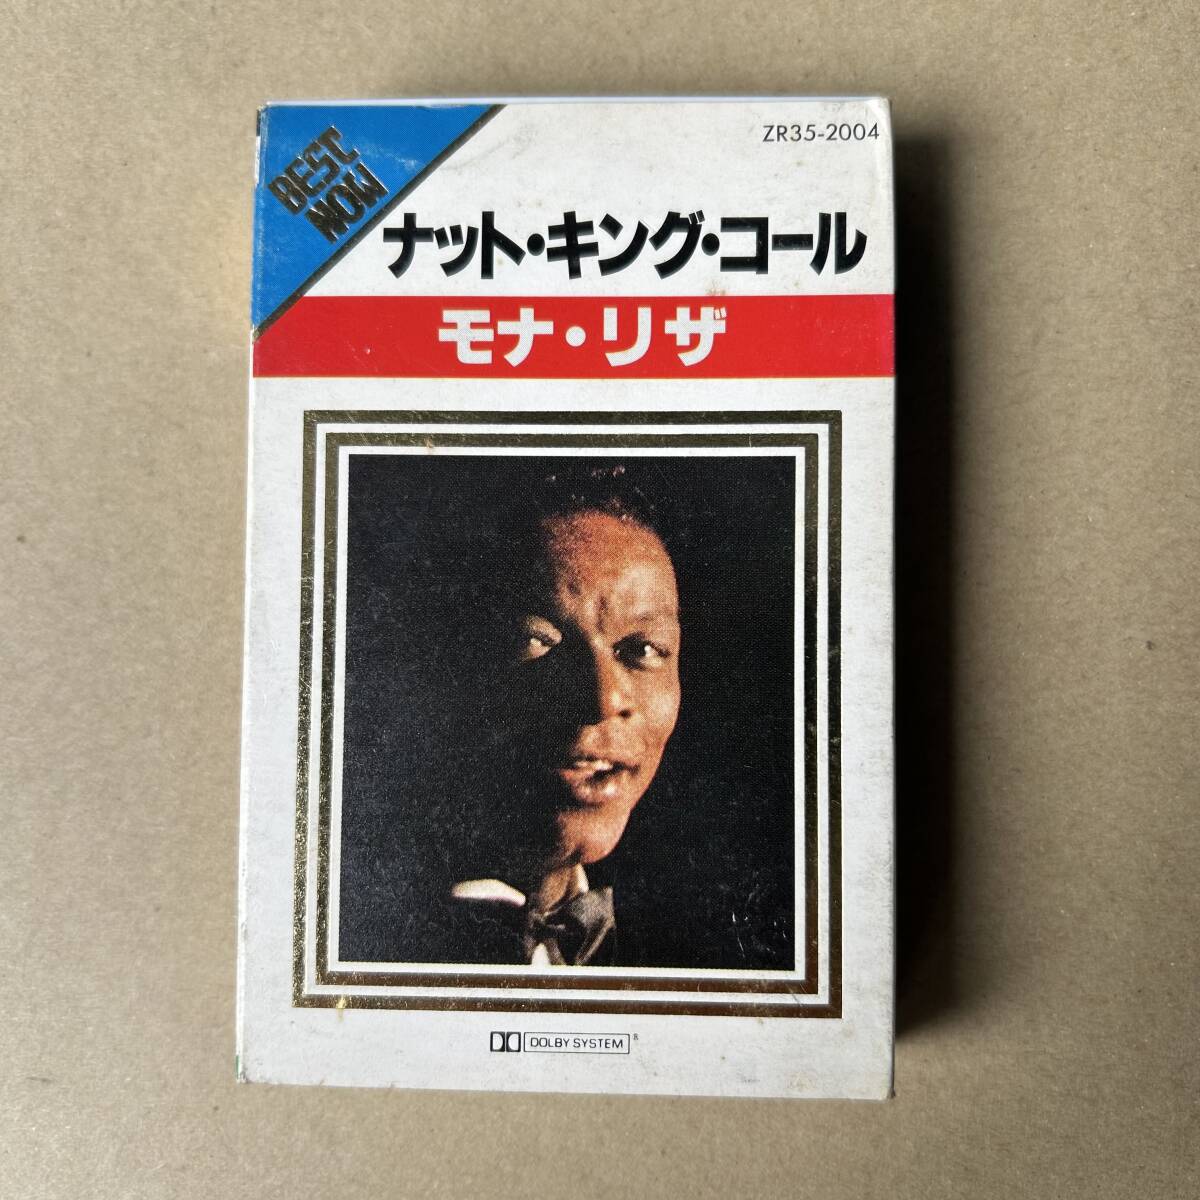 BEST
NOW
ZR35-2004
ナット・キング・コール
モナ・リザ
DOLBY SYSTEM ®